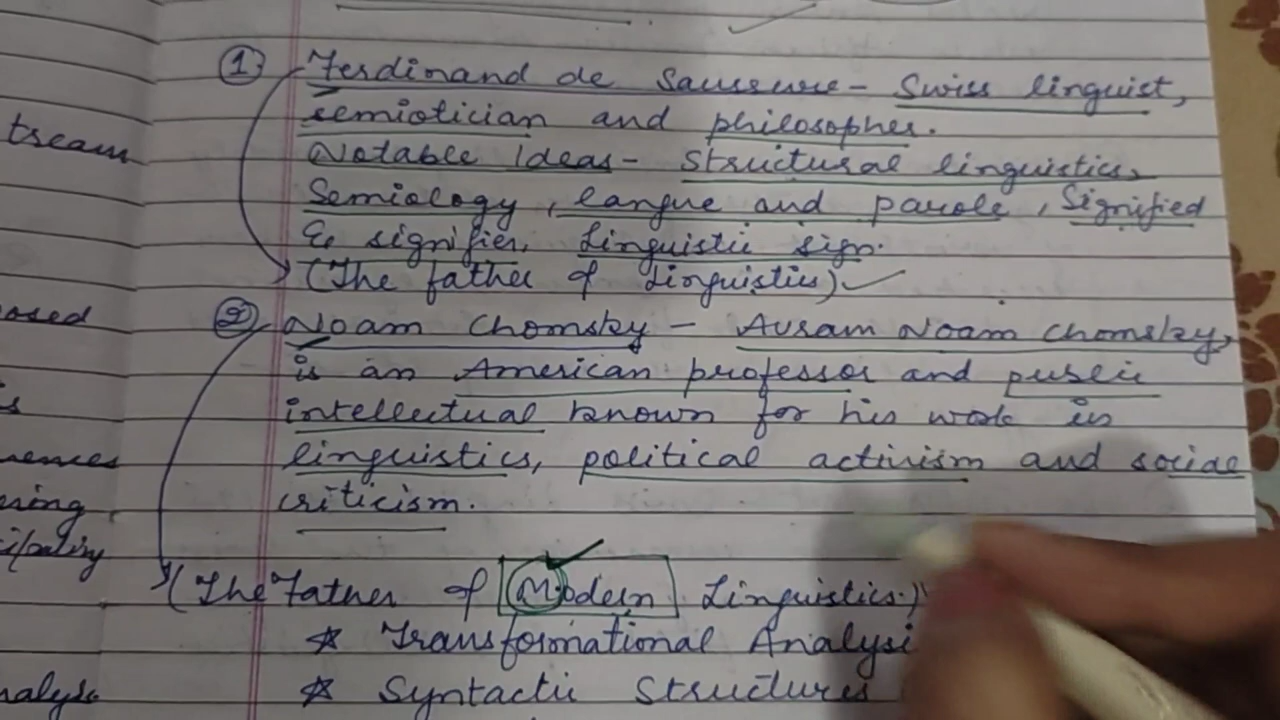 tream
① Ferdinand de Saussure - Swiss linguist,
semiotician and philosopher.
Notable Ideas - Structural linguistics,
Semiology, langue and parole, Signified
& signifier, Linguistic sign.
(The father of Linguistics)
② Noam Chomsky - Avram Noam Chomsky,
is an American professor and public
intellectual known for his work in
linguistics, political activism and social
criticism.
(The Father of Modern Linguistics.)
☆ Transformational Analysi
☆ Syntactic Structures